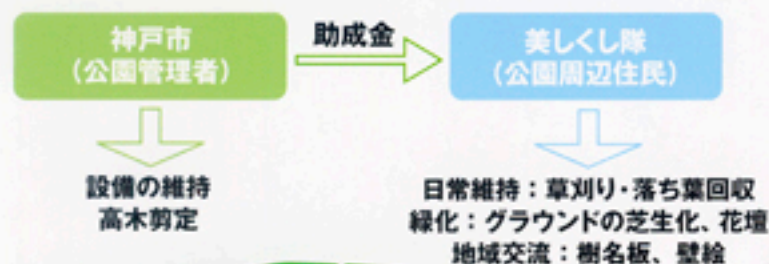 神戸市
（公園管理者）
助成金
美しくし隊
（公園周辺住民）
設備の維持
高木剪定
日常維持：草刈り・落ち葉回収
緑化：グラウンドの芝生化、花壇
地域交流：樹名板、壁絵